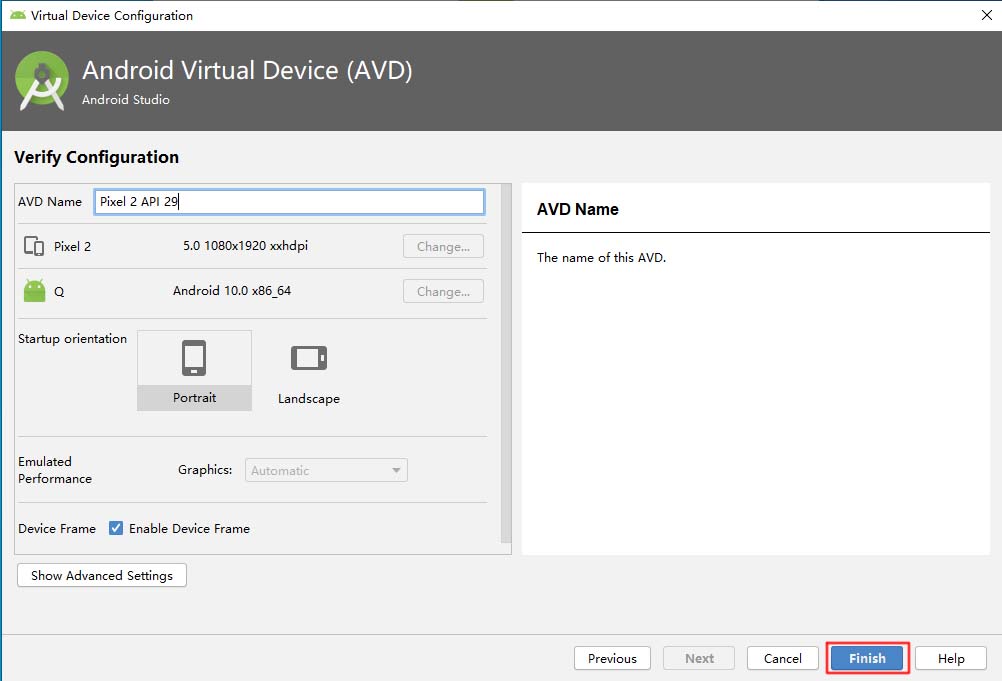 Virtual Device Configuration
Android Virtual Device (AVD)
Android Studio
Verify Configuration
AVD Name Pixel 2 API 29
Pixel 2 5.0 1080x1920 xxhdpi Change...
Q Android 10.0 x86_64 Change...
Startup orientation
Portrait Landscape
Emulated
Performance
Graphics: Automatic
Device Frame Enable Device Frame
Show Advanced Settings
AVD Name
The name of this AVD.
Previous Next Cancel Finish Help